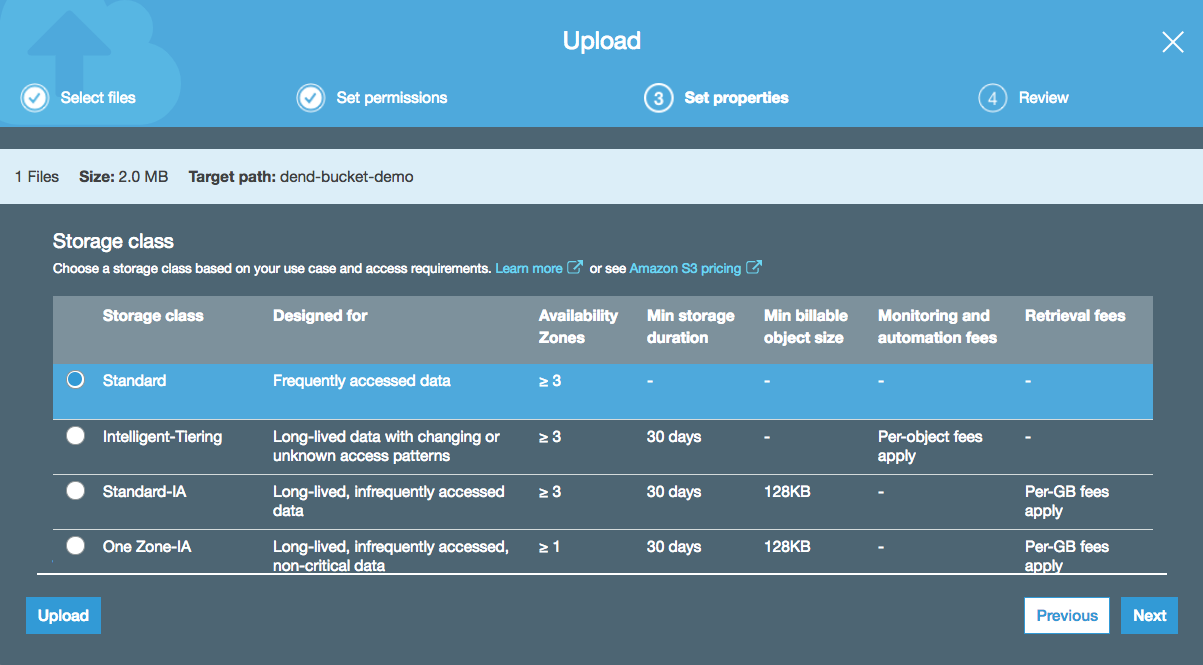 Upload
Select files
Set permissions
3 Set properties
4 Review
1 Files Size: 2.0 MB Target path: dend-bucket-demo
Storage class
Choose a storage class based on your use case and access requirements. Learn more or see Amazon S3 pricing
Storage class Designed for Availability Zones Min storage duration Min billable object size Monitoring and automation fees Retrieval fees
Standard Frequently accessed data ≥ 3 - - - -
Intelligent-Tiering Long-lived data with changing or unknown access patterns ≥ 3 30 days - Per-object fees apply -
Standard-IA Long-lived, infrequently accessed data ≥ 3 30 days 128KB - Per-GB fees apply
One Zone-IA Long-lived, infrequently accessed, non-critical data ≥ 1 30 days 128KB - Per-GB fees apply
Upload Previous Next